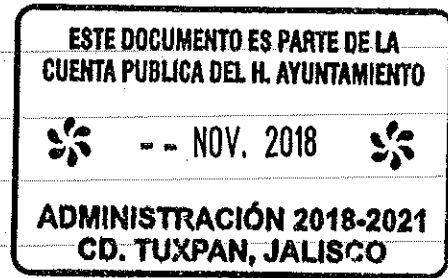 ESTE DOCUMENTO ES PARTE DE LA
CUENTA PUBLICA DEL H. AYUNTAMIENTO
-- NOV. 2018
ADMINISTRACIÓN 2018-2021
CD. TUXPAN, JALISCO